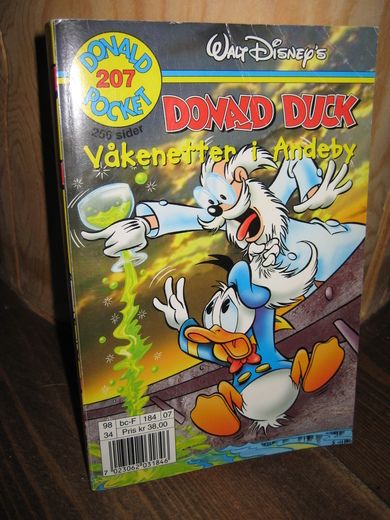 DONALD
207
POCKET
256 sider
WALT DISNEY'S
DONALD DUCK
Våkenetter i Andeby
98 bc-F 184 07
34 Pris kr 38,00
7 023062 031846